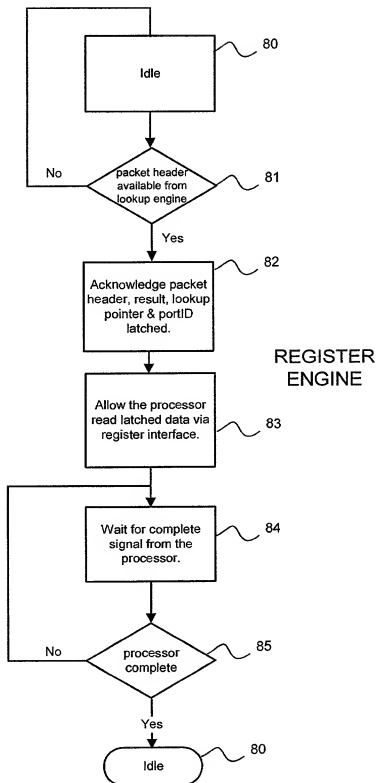 80
Idle
No
packet header
available from
lookup engine
81
Yes
82
Acknowledge packet
header, result, lookup
pointer & portID
latched.
REGISTER
ENGINE
Allow the processor
read latched data via
register interface.
83
Wait for complete
signal from the
processor.
84
No
processor
complete
85
Yes
Idle
80